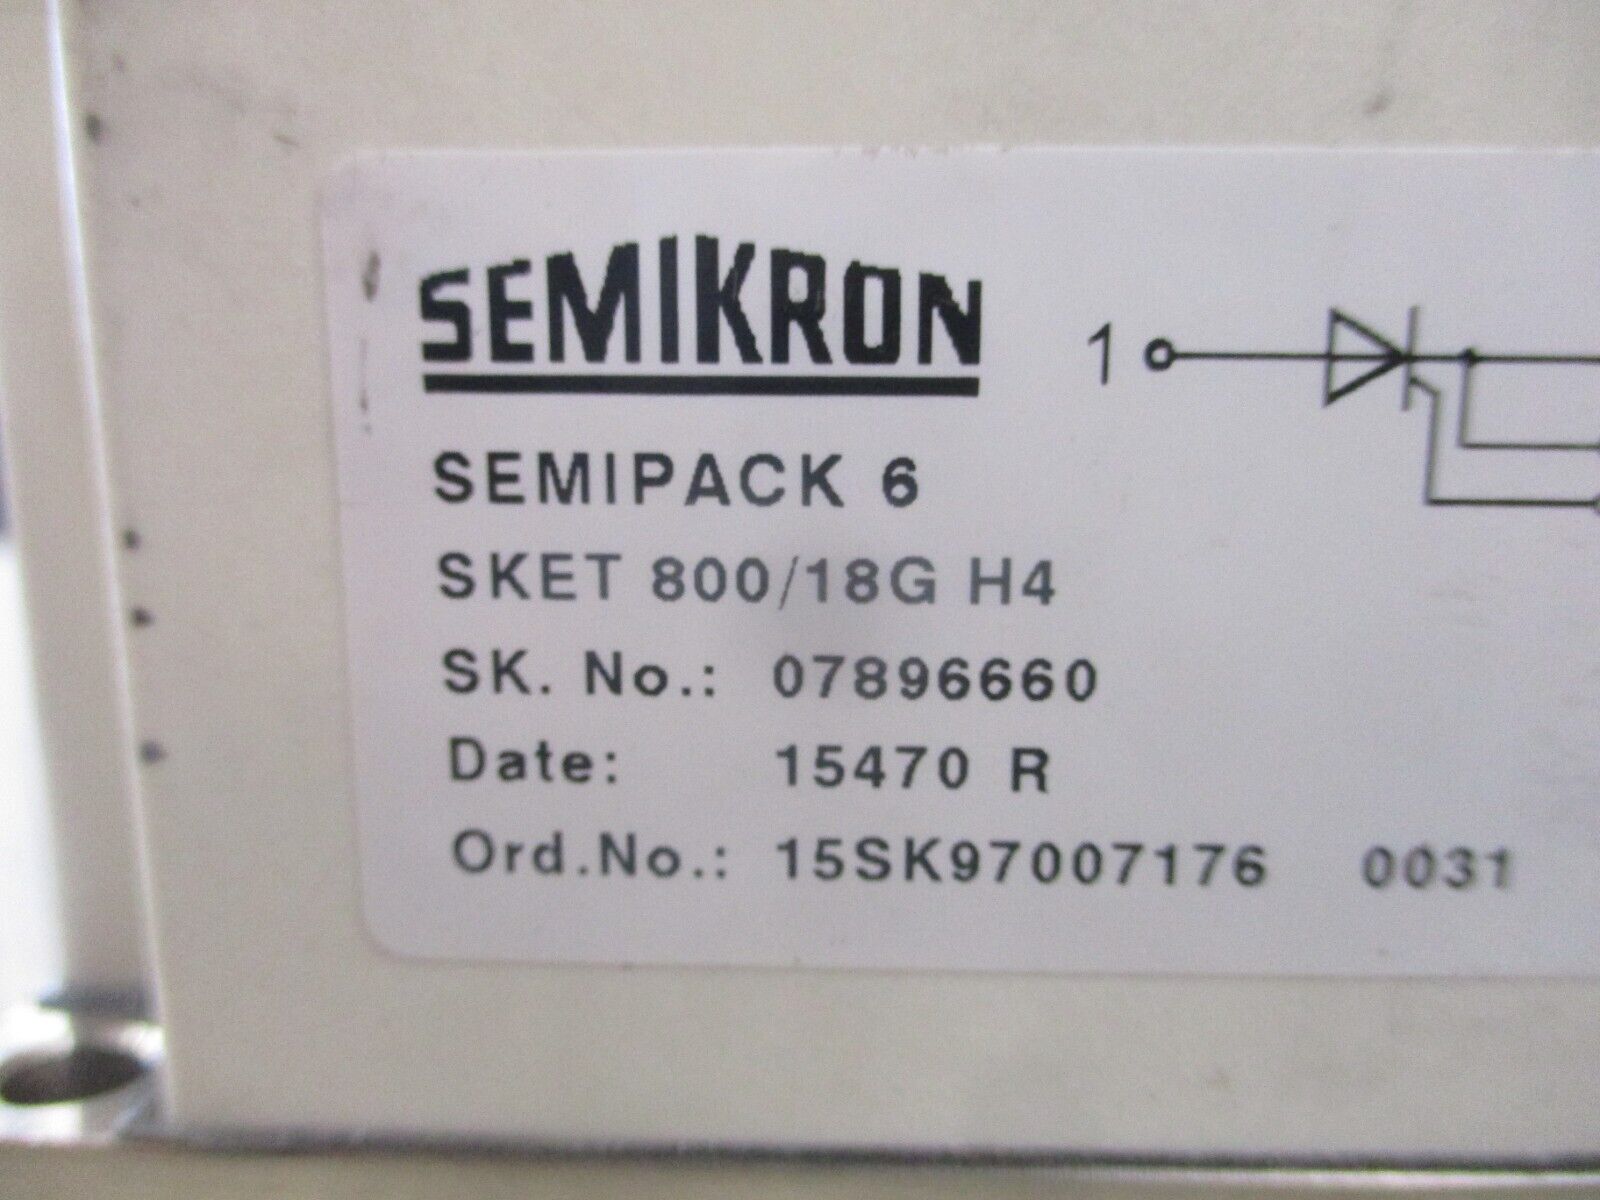 SEMIKRON
1
SEMIPACK 6
SKET 800/18G H4
SK. No.: 07896660
Date: 15470 R
Ord.No.: 15SK97007176 0031